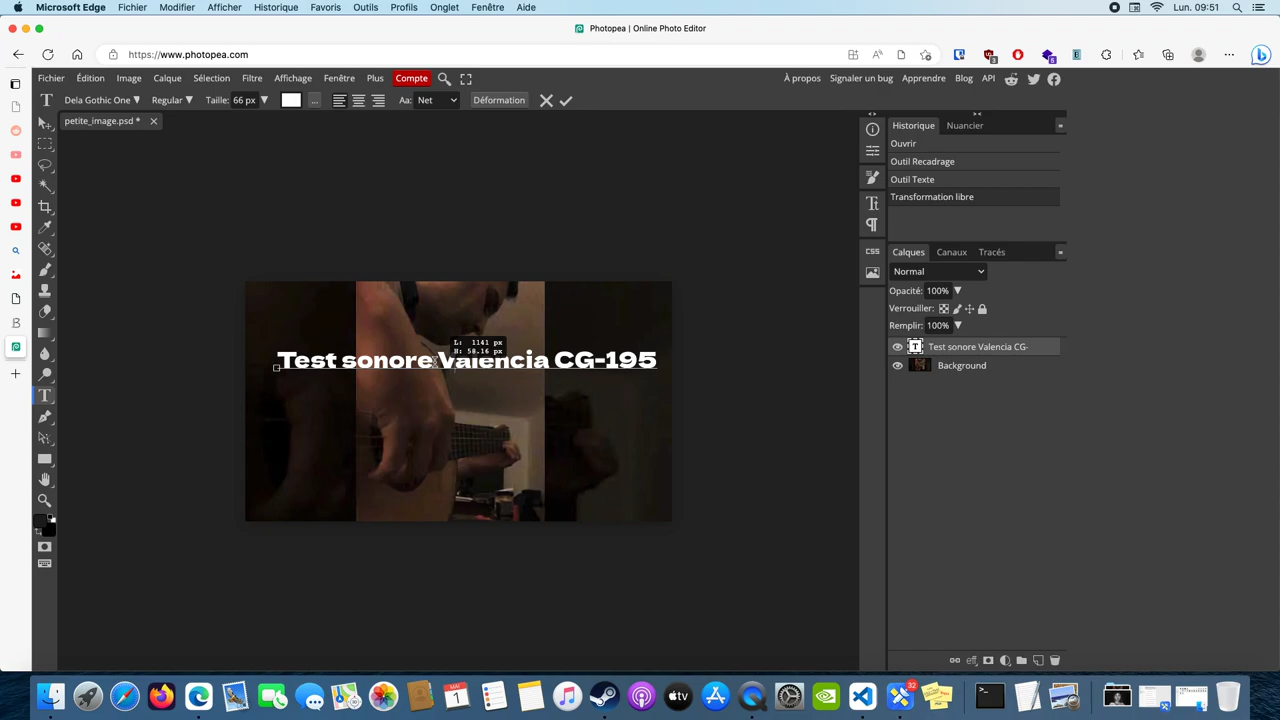 Microsoft Edge Fichier Modifier Afficher Historique Favoris Outils Profils Onglet Fenêtre Aide Lun. 09:51
Photopea | Online Photo Editor
https://www.photopea.com
Fichier Édition Image Calque Sélection Filtre Affichage Fenêtre Plus Compte À propos Signaler un bug Apprendre Blog API
Dela Gothic One Regular Taille: 66 px ... Aa: Net Déformation
petite_image.psd *
Historique Nuancier
Ouvrir
Outil Recadrage
Outil Texte
Transformation libre
Calques Canaux Tracés
Normal
Opacité: 100%
Verrouiller:
Remplir: 100%
Test sonore Valencia CG-
Background
L: 1141 px
H: 58.16 px
Test sonore Valencia CG-195
CSS
eff
32